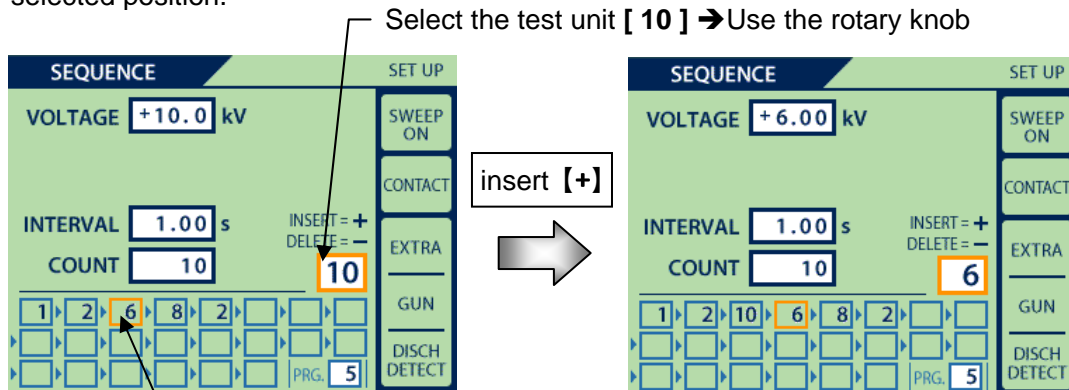 selected position.
Select the test unit [ 10 ] ➔Use the rotary knob
SEQUENCE SET UP
VOLTAGE +10.0 kV
SWEEP
ON
CONTACT
INTERVAL 1.00 s
INSERT = +
DELETE = −
COUNT 10
10
EXTRA
1 2 6 8 2
GUN
PRG. 5
DISCH
DETECT
insert【+】
SEQUENCE SET UP
VOLTAGE +6.00 kV
SWEEP
ON
CONTACT
INTERVAL 1.00 s
INSERT = +
DELETE = −
COUNT 10
6
EXTRA
1 2 10 6 8 2
GUN
PRG. 5
DISCH
DETECT